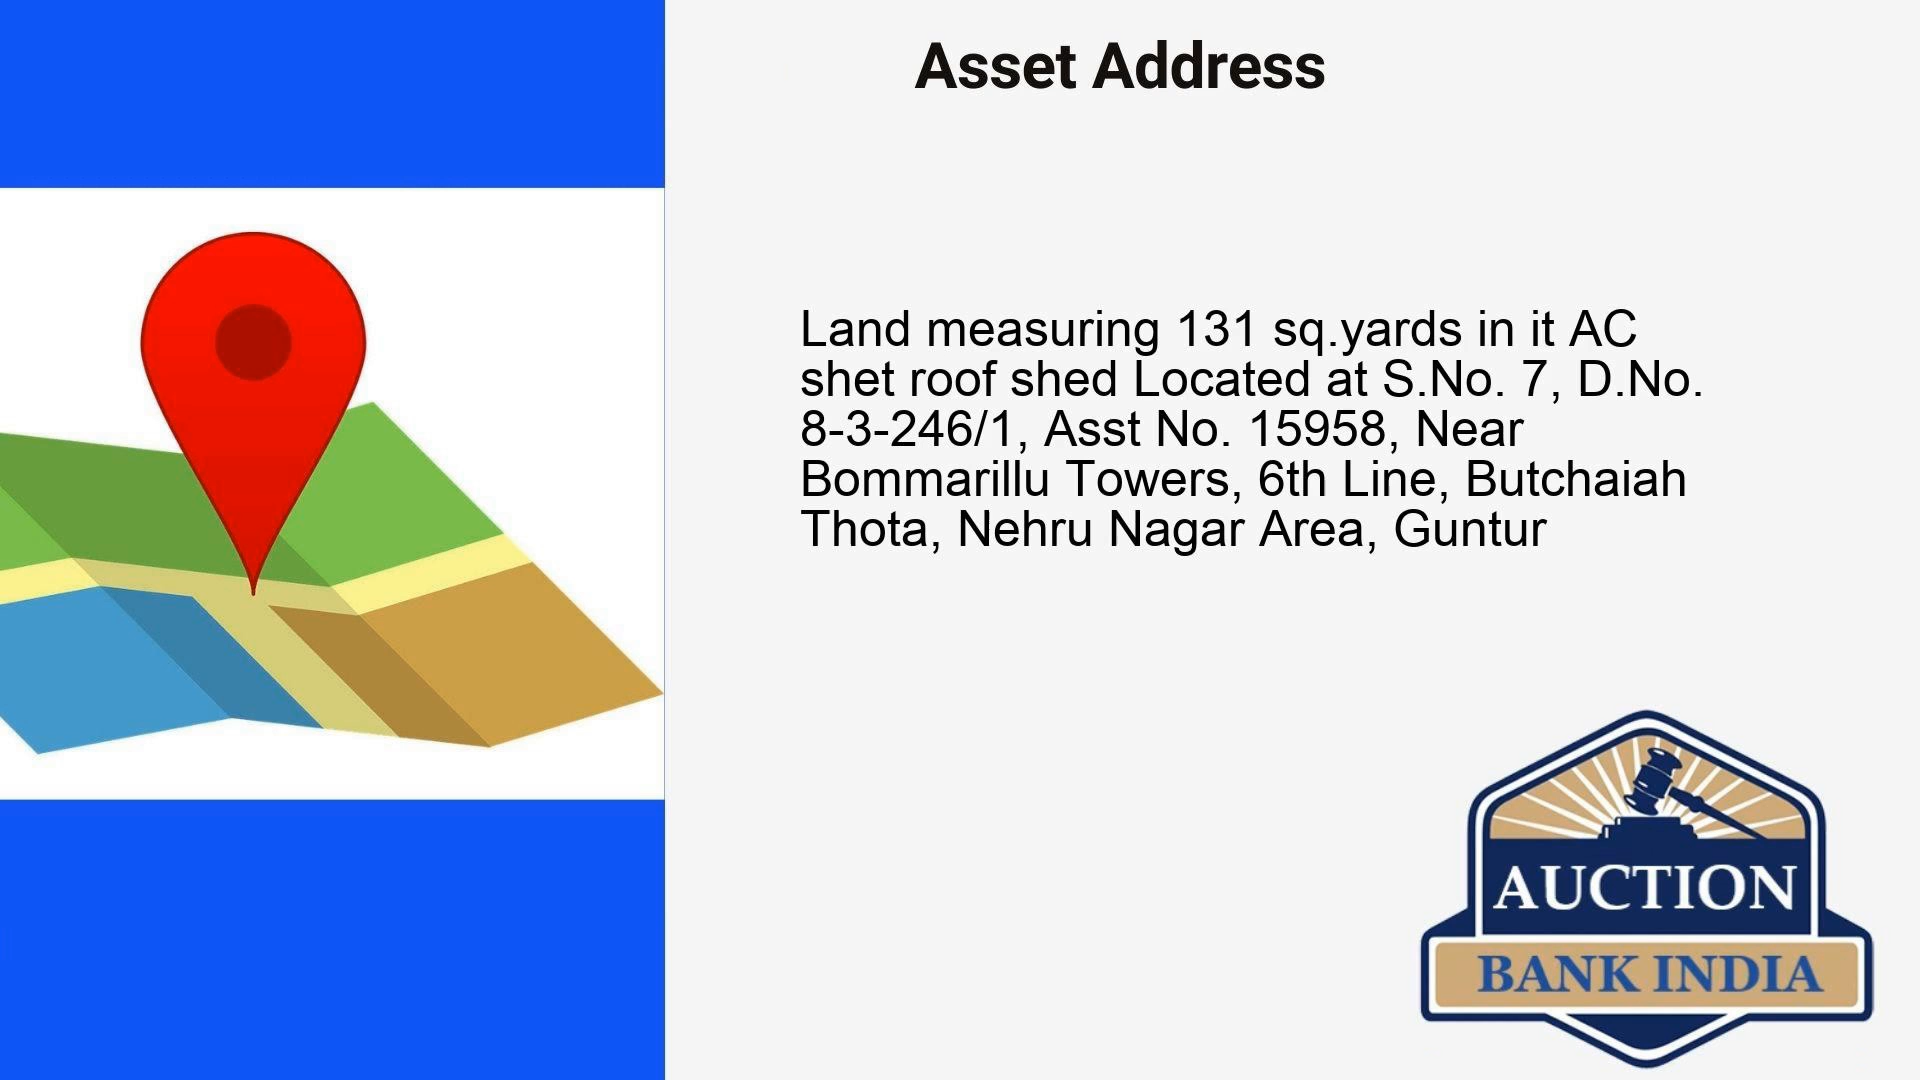 Asset Address
Land measuring 131 sq.yards in it AC
shet roof shed Located at S.No. 7, D.No.
8-3-246/1, Asst No. 15958, Near
Bommarillu Towers, 6th Line, Butchaiah
Thota, Nehru Nagar Area, Guntur
AUCTION
BANK INDIA